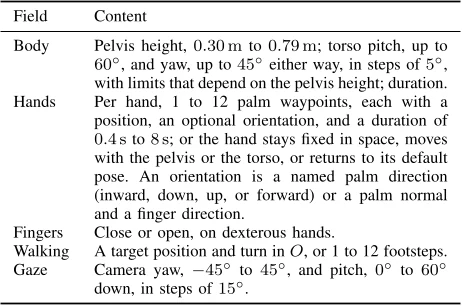 Field Content
Body Pelvis height, 0.30 m to 0.79 m; torso pitch, up to
60°, and yaw, up to 45° either way, in steps of 5°,
with limits that depend on the pelvis height; duration.
Hands Per hand, 1 to 12 palm waypoints, each with a
position, an optional orientation, and a duration of
0.4 s to 8 s; or the hand stays fixed in space, moves
with the pelvis or the torso, or returns to its default
pose. An orientation is a named palm direction
(inward, down, up, or forward) or a palm normal
and a finger direction.
Fingers Close or open, on dexterous hands.
Walking A target position and turn in O, or 1 to 12 footsteps.
Gaze Camera yaw, −45° to 45°, and pitch, 0° to 60°
down, in steps of 15°.